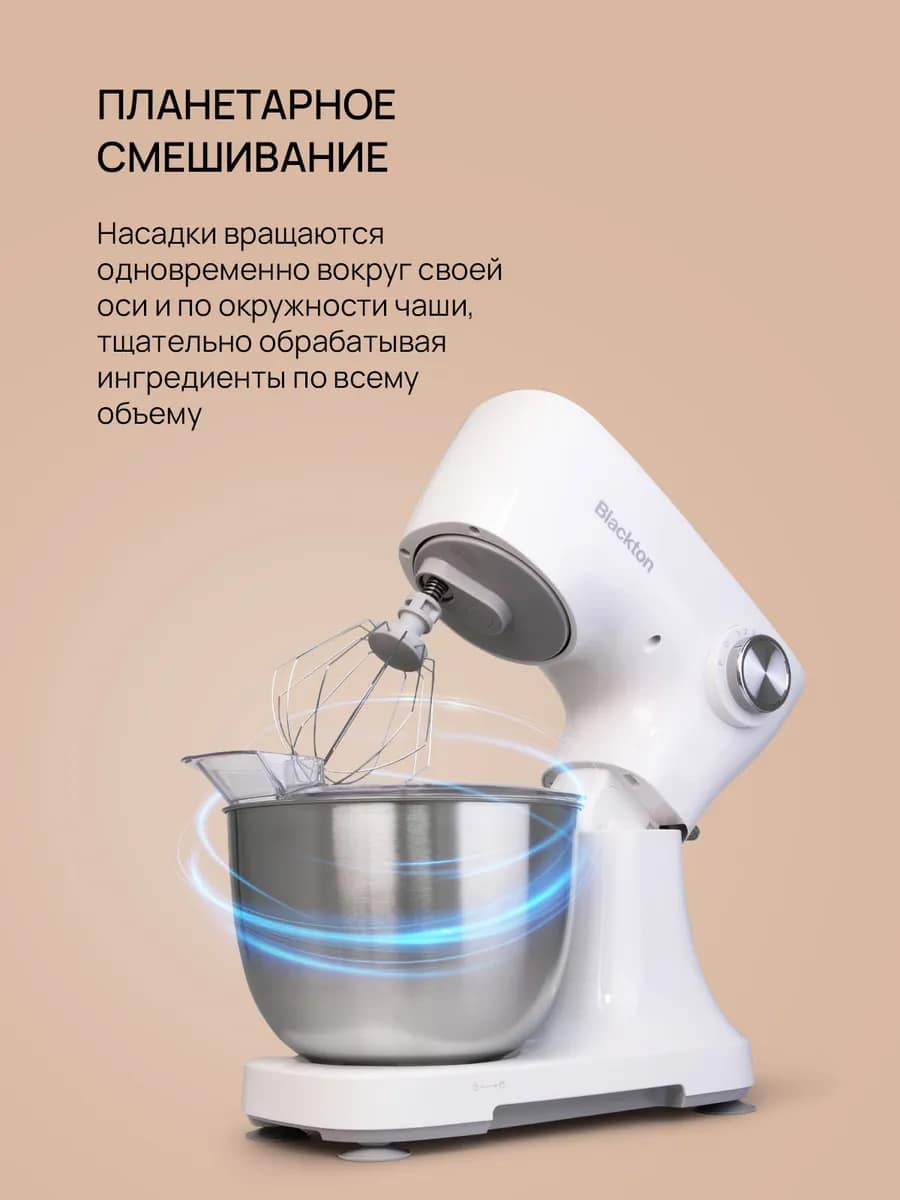 ПЛАНЕТАРНОЕ
СМЕШИВАНИЕ
Насадки вращаются
одновременно вокруг своей
оси и по окружности чаши,
тщательно обрабатывая
ингредиенты по всему
объему
Blackton